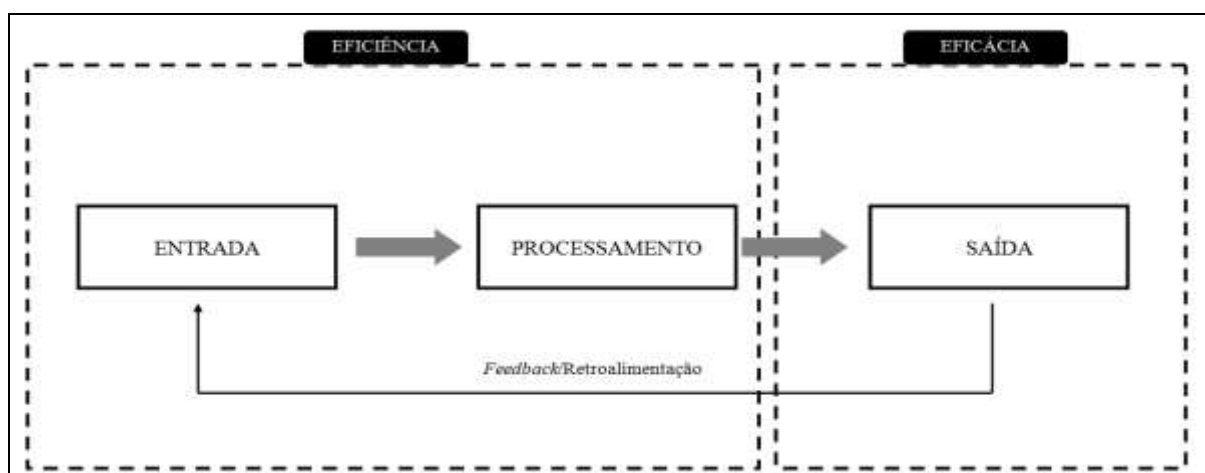 EFICIÊNCIA
EFICÁCIA
ENTRADA
PROCESSAMENTO
SAÍDA
Feedback/Retroalimentação